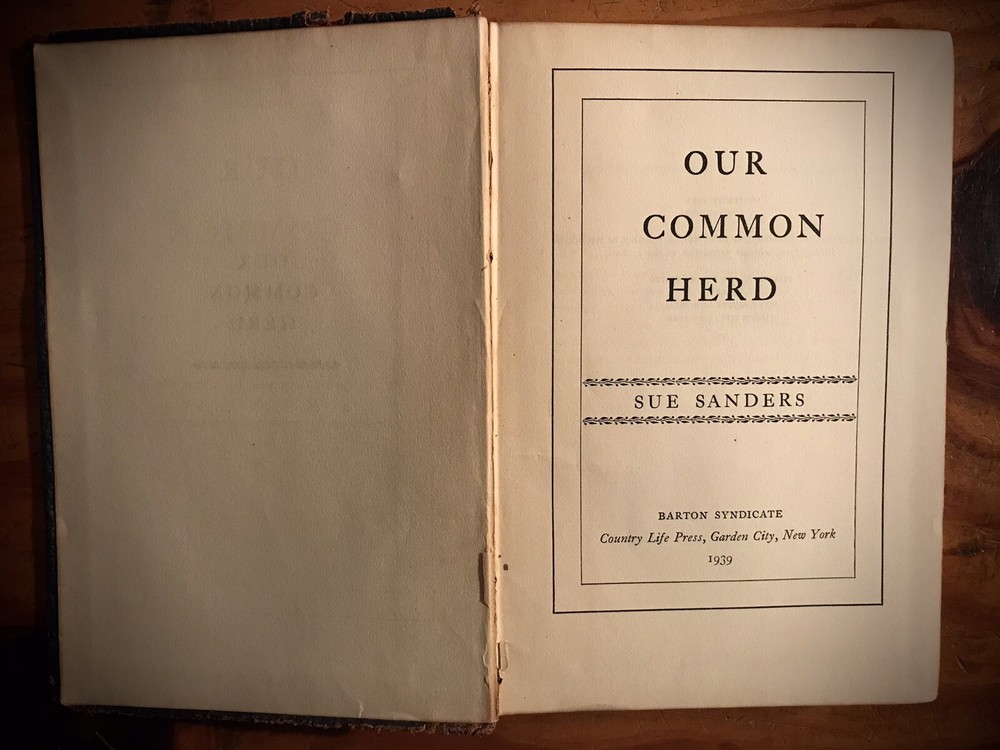 OUR
COMMON
HERD
SUE SANDERS
BARTON SYNDICATE
Country Life Press, Garden City, New York
1939